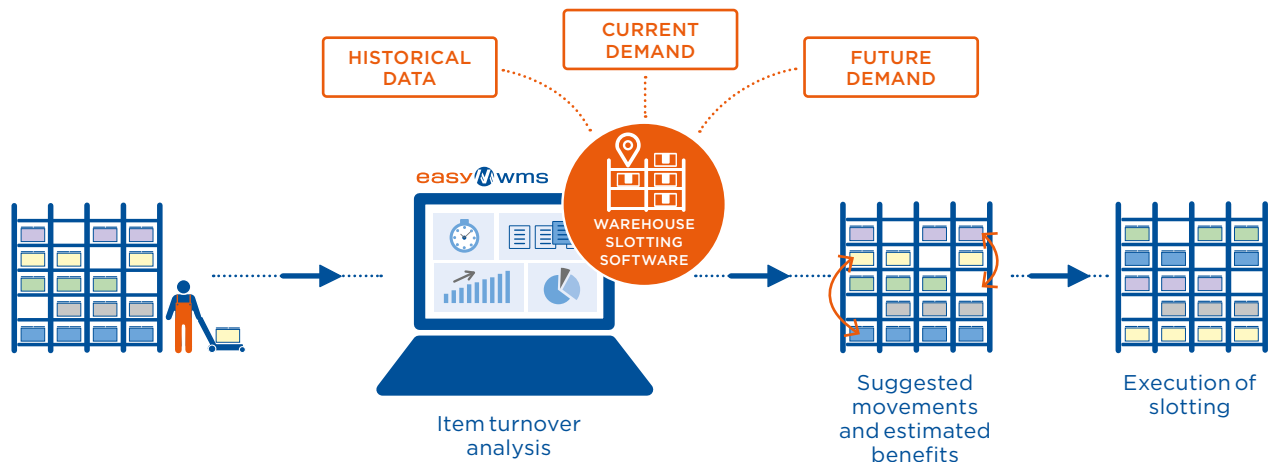 HISTORICAL
DATA
CURRENT
DEMAND
FUTURE
DEMAND
easy wms
WAREHOUSE
SLOTTING
SOFTWARE
Item turnover
analysis
Suggested
movements
and estimated
benefits
Execution of
slotting